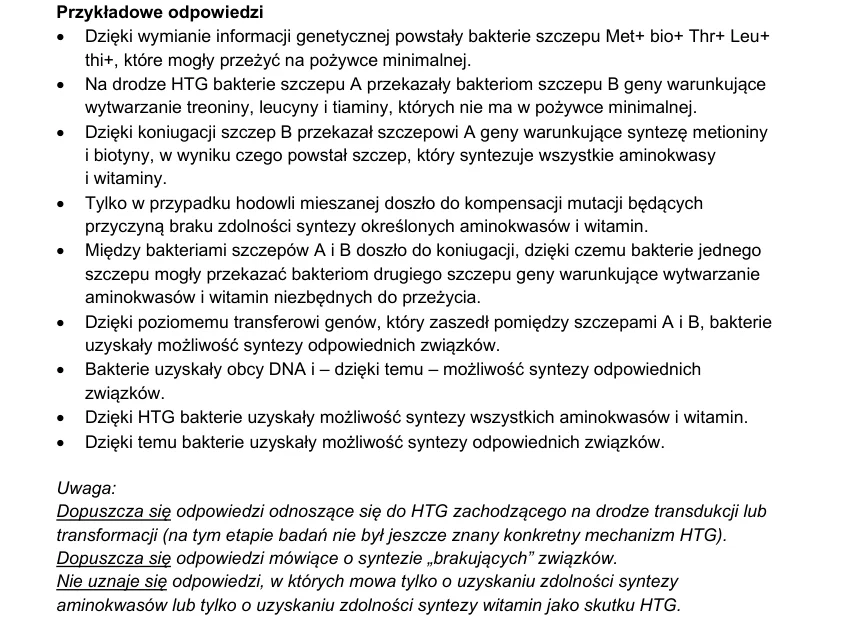 Przykładowe odpowiedzi
• Dzięki wymianie informacji genetycznej powstały bakterie szczepu Met+ bio+ Thr+ Leu+
thi+, które mogły przeżyć na pożywce minimalnej.
• Na drodze HTG bakterie szczepu A przekazały bakteriom szczepu B geny warunkujące
wytwarzanie treoniny, leucyny i tiaminy, których nie ma w pożywce minimalnej.
• Dzięki koniugacji szczep B przekazał szczepowi A geny warunkujące syntezę metioniny
i biotyny, w wyniku czego powstał szczep, który syntezuje wszystkie aminokwasy
i witaminy.
• Tylko w przypadku hodowli mieszanej doszło do kompensacji mutacji będących
przyczyną braku zdolności syntezy określonych aminokwasów i witamin.
• Między bakteriami szczepów A i B doszło do koniugacji, dzięki czemu bakterie jednego
szczepu mogły przekazać bakteriom drugiego szczepu geny warunkujące wytwarzanie
aminokwasów i witamin niezbędnych do przeżycia.
• Dzięki poziomemu transferowi genów, który zaszedł pomiędzy szczepami A i B, bakterie
uzyskały możliwość syntezy odpowiednich związków.
• Bakterie uzyskały obcy DNA i – dzięki temu – możliwość syntezy odpowiednich
związków.
• Dzięki HTG bakterie uzyskały możliwość syntezy wszystkich aminokwasów i witamin.
• Dzięki temu bakterie uzyskały możliwość syntezy odpowiednich związków.
Uwaga:
Dopuszcza się odpowiedzi odnoszące się do HTG zachodzącego na drodze transdukcji lub
transformacji (na tym etapie badań nie był jeszcze znany konkretny mechanizm HTG).
Dopuszcza się odpowiedzi mówiące o syntezie „brakujących” związków.
Nie uznaje się odpowiedzi, w których mowa tylko o uzyskaniu zdolności syntezy
aminokwasów lub tylko o uzyskaniu zdolności syntezy witamin jako skutku HTG.